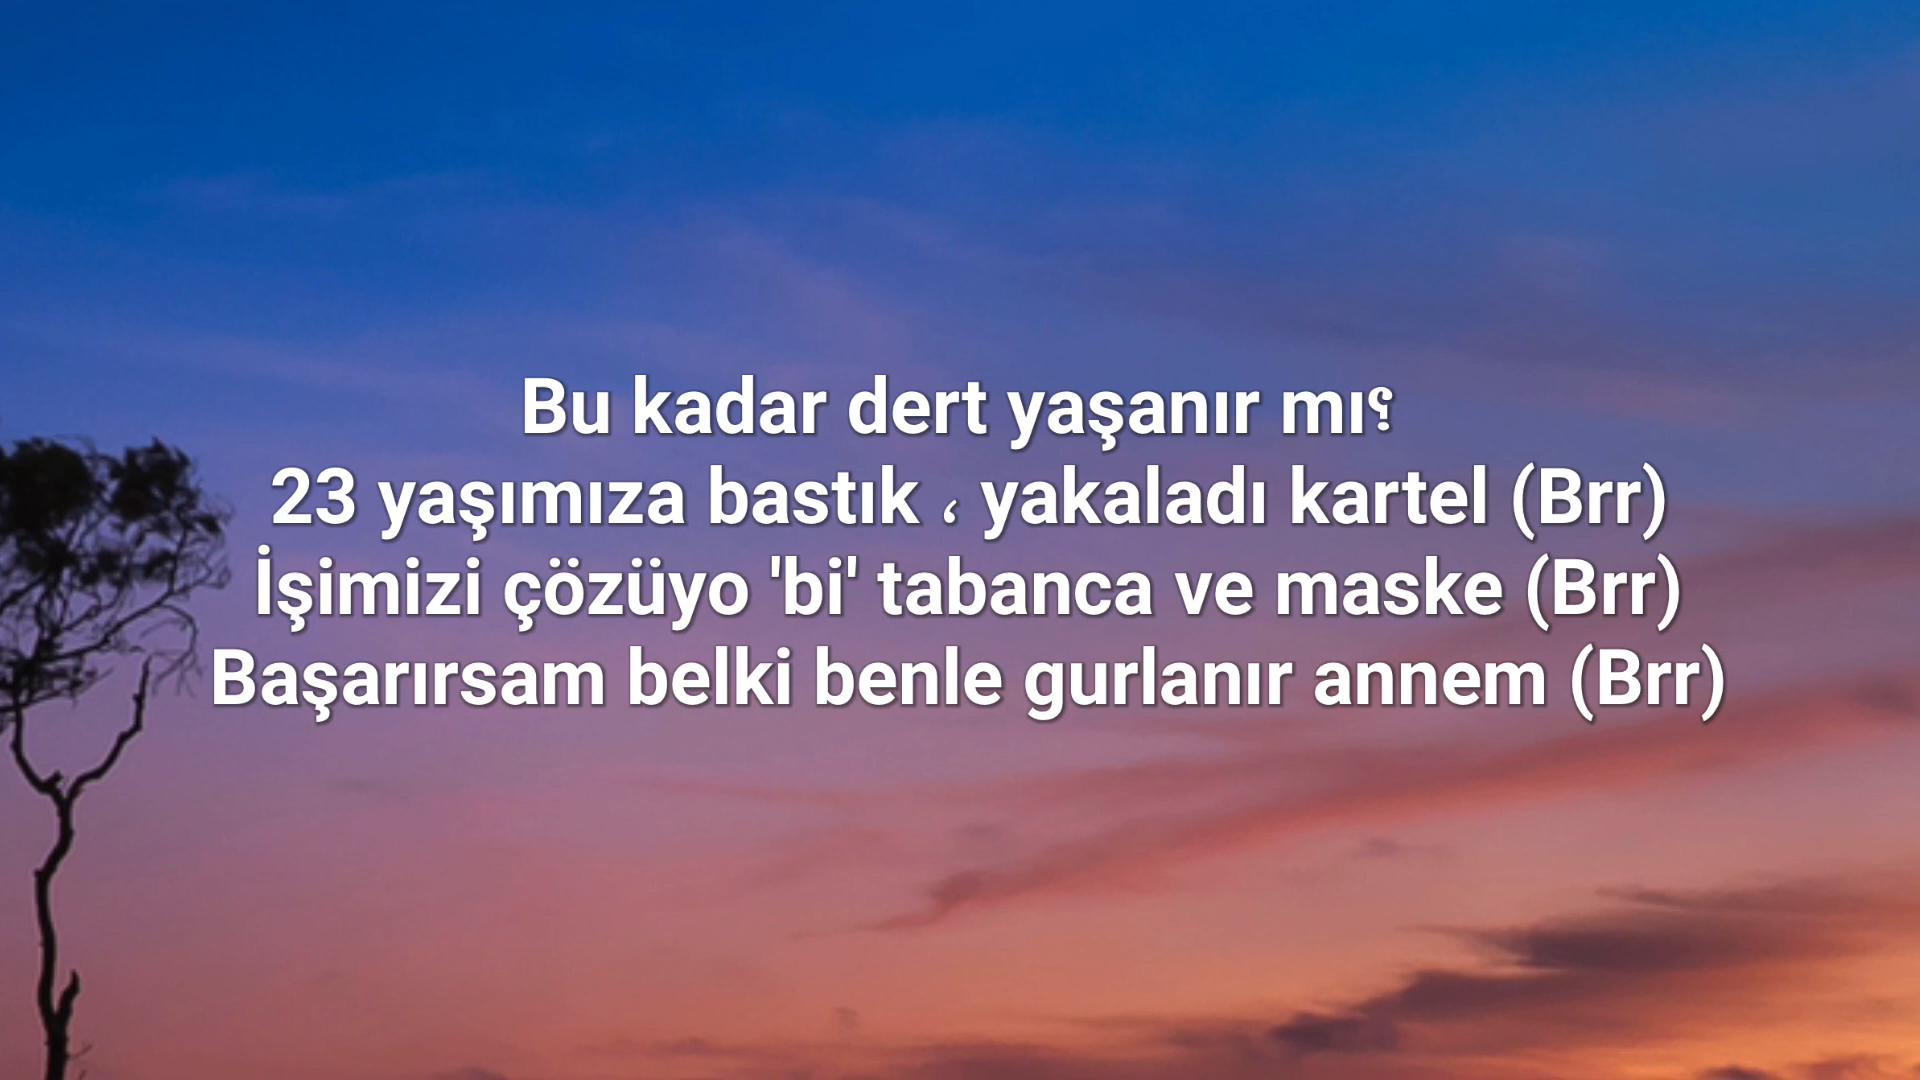 Bu kadar dert yaşanır mı؟
23 yaşımıza bastık ، yakaladı kartel (Brr)
İşimizi çözüyo 'bi' tabanca ve maske (Brr)
Başarırsam belki benle gurlanır annem (Brr)